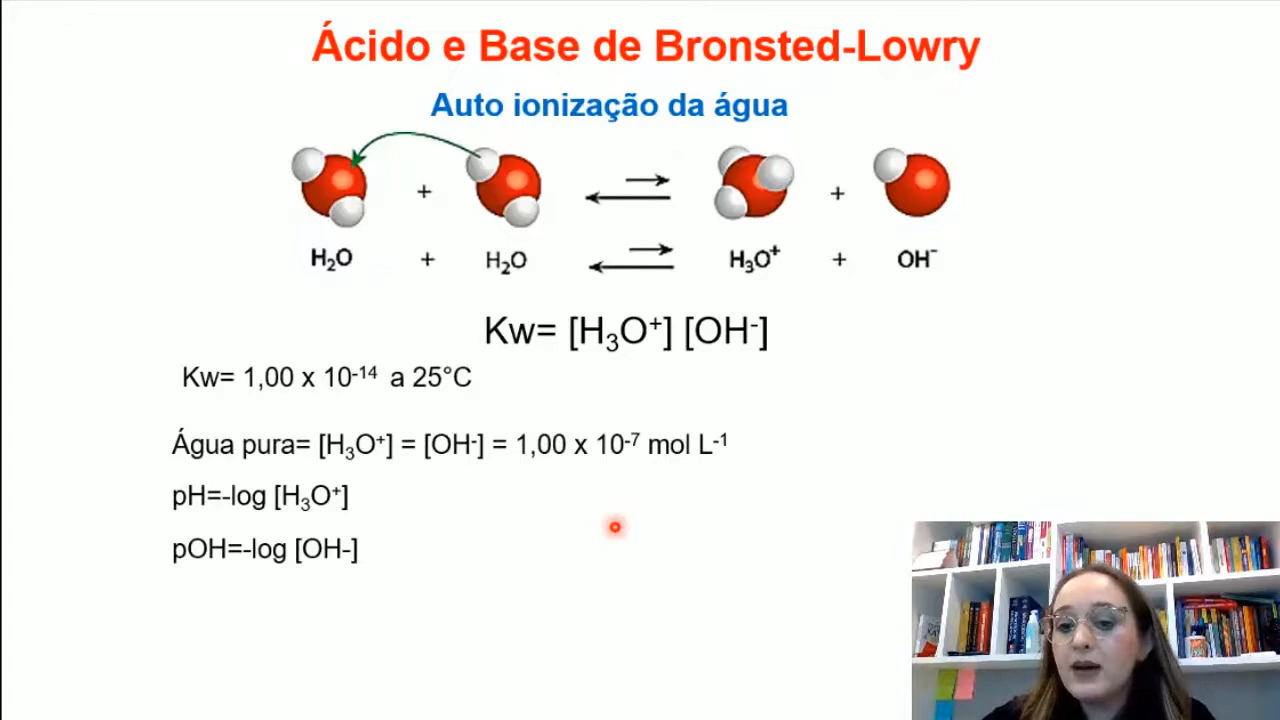 Ácido e Base de Bronsted-Lowry
Auto ionização da água
+ +
H₂O + H₂O H₃O⁺ + OH⁻
Kw= [H₃O⁺] [OH⁻]
Kw= 1,00 x 10⁻¹⁴ a 25°C
Água pura= [H₃O⁺] = [OH⁻] = 1,00 x 10⁻⁷ mol L⁻¹
pH=-log [H₃O⁺]
pOH=-log [OH-]